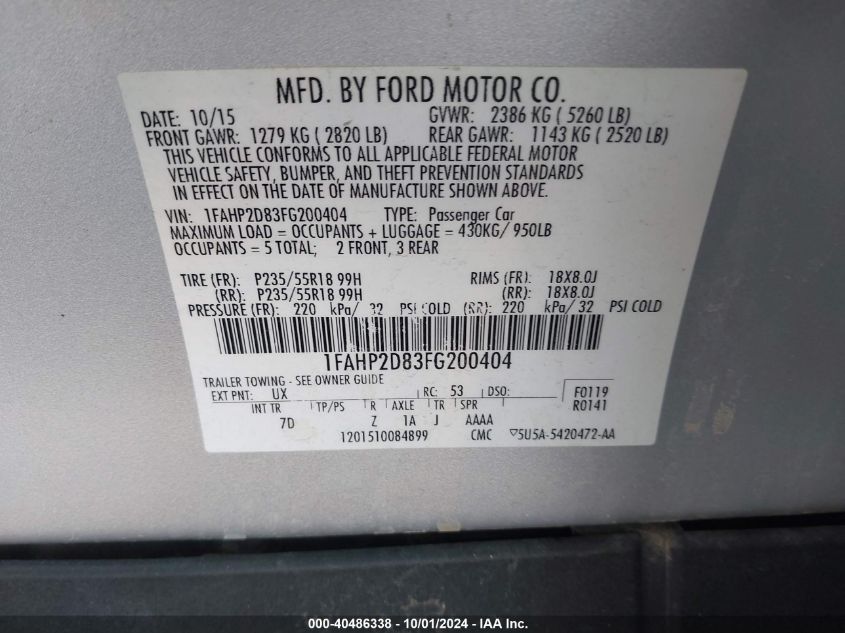 MFD. BY FORD MOTOR CO.
DATE: 10/15 GVWR: 2386 KG ( 5260 LB)
FRONT GAWR: 1279 KG ( 2820 LB) REAR GAWR: 1143 KG ( 2520 LB)
THIS VEHICLE CONFORMS TO ALL APPLICABLE FEDERAL MOTOR
VEHICLE SAFETY, BUMPER, AND THEFT PREVENTION STANDARDS
IN EFFECT ON THE DATE OF MANUFACTURE SHOWN ABOVE.
VIN: 1FAHP2D83FG200404 TYPE: Passenger Car
MAXIMUM LOAD = OCCUPANTS + LUGGAGE = 430KG/ 950LB
OCCUPANTS = 5 TOTAL; 2 FRONT, 3 REAR
TIRE (FR): P235/55R18 99H RIMS (FR): 18X8.0J
(RR): P235/55R18 99H (RR): 18X8.0J
PRESSURE (FR): 220 kPa/ 32 PSI COLD (RR): 220 kPa/ 32 PSI COLD
1FAHP2D83FG200404
TRAILER TOWING - SEE OWNER GUIDE
EXT PNT: UX RC: 53 DSO: F0119
INT TR TP/PS R AXLE TR SPR R0141
7D Z 1A J AAAA
1201510084899 CMC 5U5A-5420472-AA
000-40486338 - 10/01/2024 - IAA Inc.